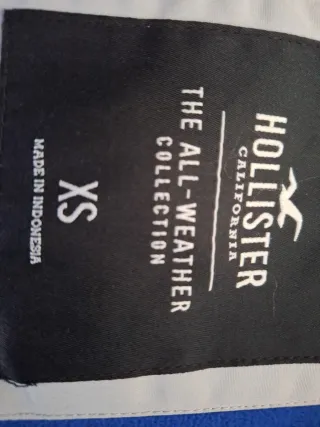 HOLLISTER
CALIFORNIA
THE ALL-WEATHER
COLLECTION
XS
MADE IN INDONESIA